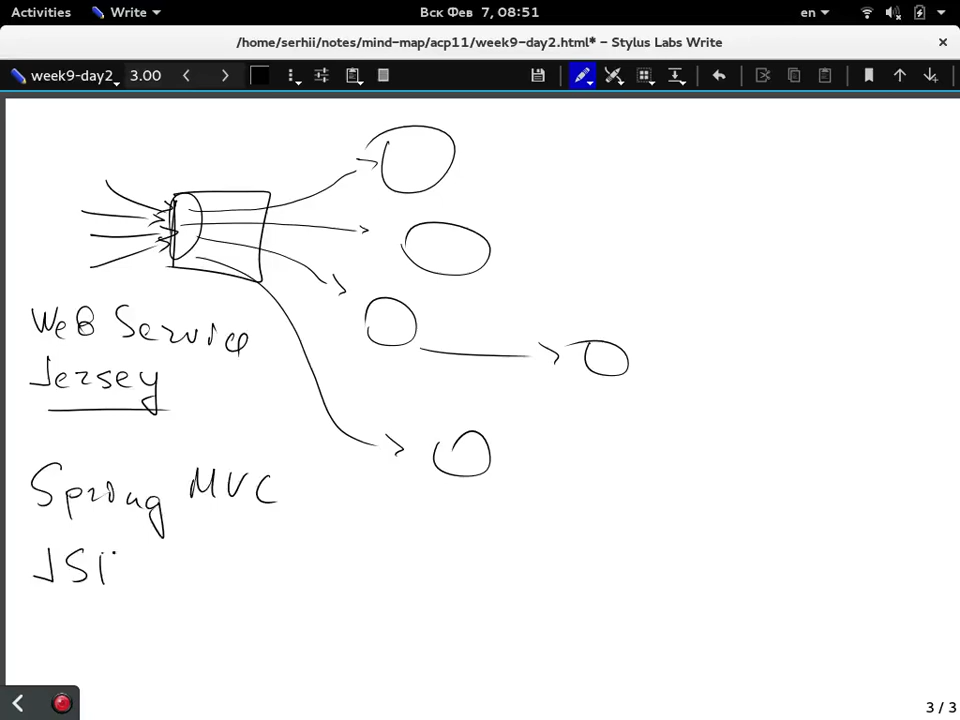 Activities Write Вск Фев 7, 08:51 en
/home/serhii/notes/mind-map/acp11/week9-day2.html* – Stylus Labs Write
week9-day2 3.00
WeB Service
Jersey
Spring MVC
3 / 3